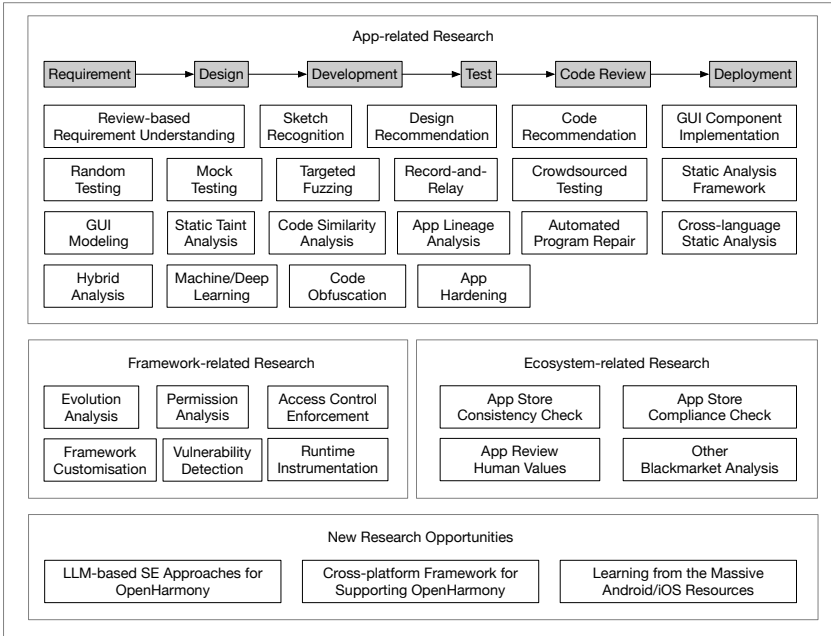 App-related Research
Requirement
Design
Development
Test
Code Review
Deployment
Review-based
Requirement Understanding
Sketch
Recognition
Design
Recommendation
Code
Recommendation
GUI Component
Implementation
Random
Testing
Mock
Testing
Targeted
Fuzzing
Record-and-
Relay
Crowdsourced
Testing
Static Analysis
Framework
GUI
Modeling
Static Taint
Analysis
Code Similarity
Analysis
App Lineage
Analysis
Automated
Program Repair
Cross-language
Static Analysis
Hybrid
Analysis
Machine/Deep
Learning
Code
Obfuscation
App
Hardening
Framework-related Research
Evolution
Analysis
Permission
Analysis
Access Control
Enforcement
Framework
Customisation
Vulnerability
Detection
Runtime
Instrumentation
Ecosystem-related Research
App Store
Consistency Check
App Store
Compliance Check
App Review
Human Values
Other
Blackmarket Analysis
New Research Opportunities
LLM-based SE Approaches for
OpenHarmony
Cross-platform Framework for
Supporting OpenHarmony
Learning from the Massive
Android/iOS Resources